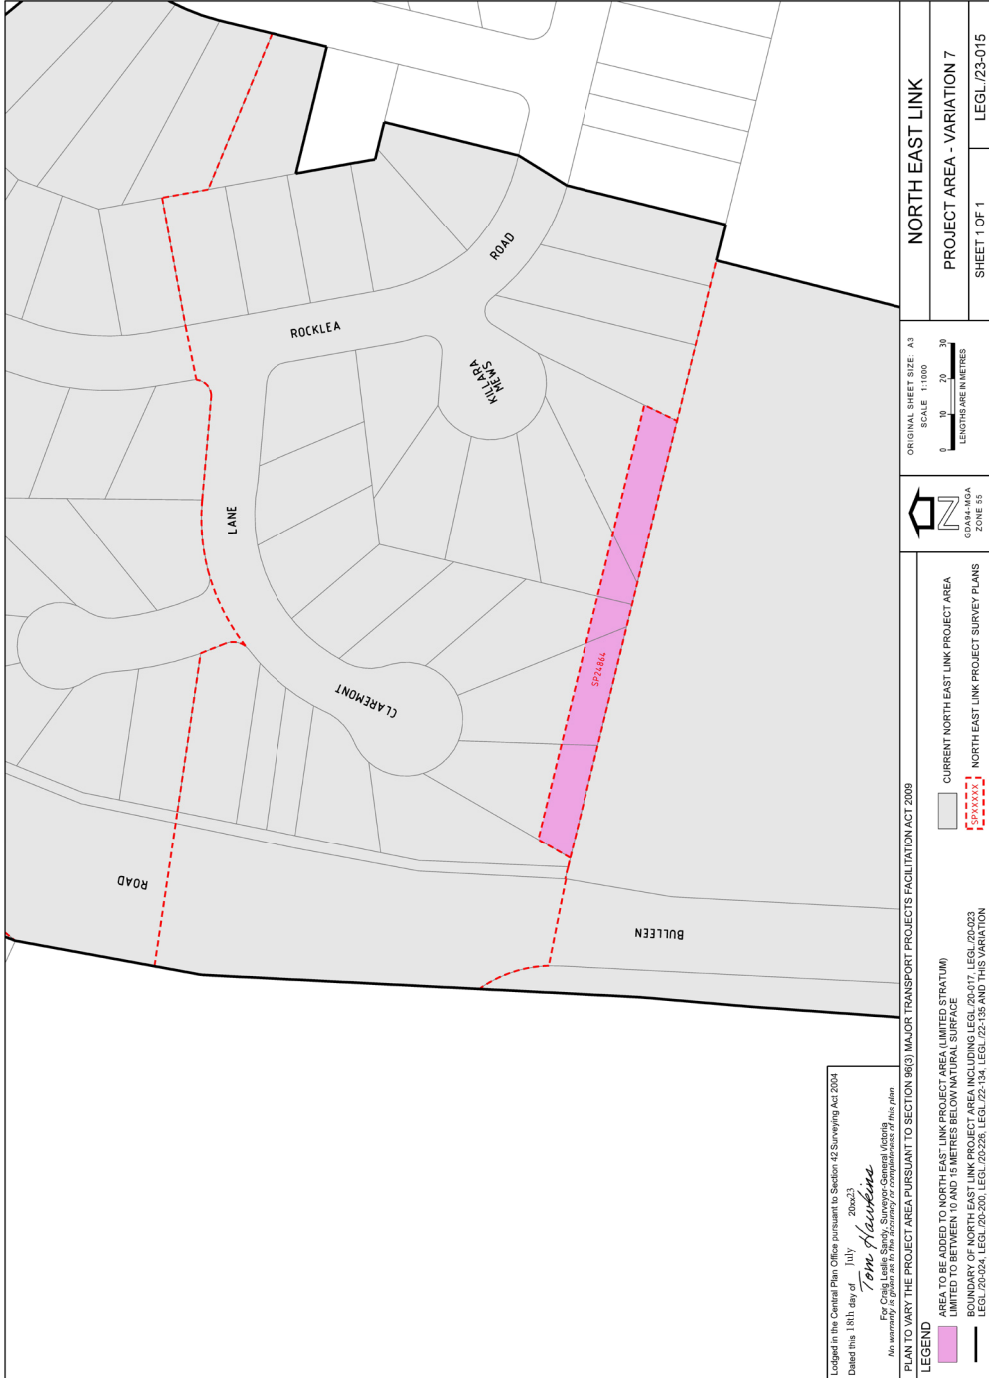 ROCKLEA
ROAD
KILLARA
MEWS
LANE
CLAREMONT
SP24864
ROAD
BULLEEN
Lodged in the Central Plan Office pursuant to Section 42 Surveying Act 2004
Dated this 18th day of July 20xx23
Tom Hawkins
For Craig Leslie Sandy, Surveyor-General Victoria
No warranty is given as to the accuracy or completeness of this plan
PLAN TO VARY THE PROJECT AREA PURSUANT TO SECTION 96(3) MAJOR TRANSPORT PROJECTS FACILITATION ACT 2009
LEGEND
AREA TO BE ADDED TO NORTH EAST LINK PROJECT AREA (LIMITED STRATUM)
LIMITED TO BETWEEN 10 AND 15 METRES BELOW NATURAL SURFACE
BOUNDARY OF NORTH EAST LINK PROJECT AREA INCLUDING LEGL./20-017, LEGL./20-023
LEGL./20-024, LEGL./20-200, LEGL./20-226, LEGL./22-134, LEGL./22-135 AND THIS VARIATION
CURRENT NORTH EAST LINK PROJECT AREA
SPXXXXX
NORTH EAST LINK PROJECT SURVEY PLANS
N
GDA94-MGA
ZONE 55
ORIGINAL SHEET SIZE: A3
SCALE 1:1000
0 10 20 30
LENGTHS ARE IN METRES
NORTH EAST LINK
PROJECT AREA - VARIATION 7
SHEET 1 OF 1
LEGL./23-015